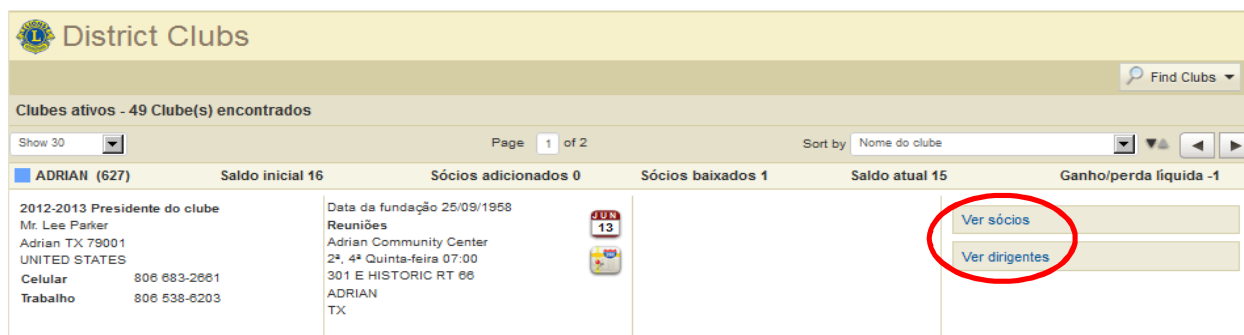 District Clubs
Find Clubs
Clubes ativos - 49 Clube(s) encontrados
Show 30
Page 1 of 2
Sort by Nome do clube
ADRIAN (627) Saldo inicial 16 Sócios adicionados 0 Sócios baixados 1 Saldo atual 15 Ganho/perda líquida -1
2012-2013 Presidente do clube
Mr. Lee Parker
Adrian TX 79001
UNITED STATES
Celular 806 683-2661
Trabalho 806 538-6203
Data da fundação 25/09/1958
Reuniões
Adrian Community Center
2ª, 4ª Quinta-feira 07:00
301 E HISTORIC RT 66
ADRIAN
TX
JUN
13
Ver sócios
Ver dirigentes